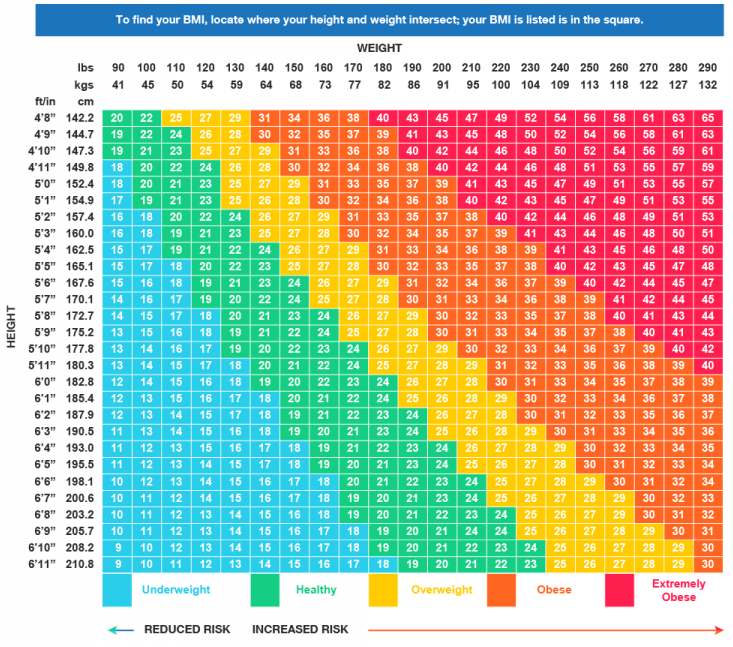 To find your BMI, locate where your height and weight intersect; your BMI is listed is in the square.
WEIGHT
lbs 90 100 110 120 130 140 150 160 170 180 190 200 210 220 230 240 250 260 270 280 290
kgs 41 45 50 54 59 64 68 73 77 82 86 91 95 100 104 109 113 118 122 127 132
ft/in cm
4'8" 142.2 20 22 25 27 29 31 34 36 38 40 43 45 47 49 52 54 56 58 61 63 65
4'9" 144.7 19 22 24 26 28 30 32 35 37 39 41 43 45 48 50 52 54 56 58 61 63
4'10" 147.3 19 21 23 25 27 29 31 33 36 38 40 42 44 46 48 50 52 54 56 59 61
4'11" 149.8 18 20 22 24 26 28 30 32 34 36 38 40 42 44 46 48 51 53 55 57 59
5'0" 152.4 18 20 21 23 25 27 29 31 33 35 37 39 41 43 45 47 49 51 53 55 57
5'1" 154.9 17 19 21 23 25 26 28 30 32 34 36 38 40 42 43 45 47 49 51 53 55
5'2" 157.4 16 18 20 22 24 26 27 29 31 33 35 37 38 40 42 44 46 48 49 51 53
5'3" 160.0 16 18 19 21 23 25 27 28 30 32 34 35 37 39 41 43 44 46 48 50 51
5'4" 162.5 15 17 19 21 22 24 26 27 29 31 33 34 36 38 39 41 43 45 46 48 50
5'5" 165.1 15 17 18 20 22 23 25 27 28 30 32 33 35 37 38 40 42 43 45 47 48
5'6" 167.6 15 16 18 19 21 23 24 26 27 29 31 32 34 36 37 39 40 42 44 45 47
5'7" 170.1 14 16 17 19 20 22 24 25 27 28 30 31 33 34 36 38 39 41 42 44 45
5'8" 172.7 14 15 17 18 20 21 23 24 26 27 29 30 32 33 35 37 38 40 41 43 44
5'9" 175.2 13 15 16 18 19 21 22 24 25 27 28 30 31 33 34 35 37 38 40 41 43
5'10" 177.8 13 14 16 17 19 20 22 23 24 26 27 29 30 32 33 34 36 37 39 40 42
5'11" 180.3 13 14 15 17 18 20 21 22 24 25 27 28 29 31 32 33 35 36 38 39 40
6'0" 182.8 12 14 15 16 18 19 20 22 23 24 26 27 28 30 31 33 34 35 37 38 39
6'1" 185.4 12 13 15 16 17 18 20 21 22 24 25 26 28 29 30 32 33 34 36 37 38
6'2" 187.9 12 13 14 15 17 18 19 21 22 23 24 26 27 28 30 31 32 33 35 36 37
6'3" 190.5 11 13 14 15 16 18 19 20 21 23 24 25 26 28 29 30 31 33 34 35 36
6'4" 193.0 11 12 13 15 16 17 18 19 21 22 23 24 26 27 28 29 30 32 33 34 35
6'5" 195.5 11 12 13 14 15 17 18 19 20 21 23 24 25 26 27 29 30 31 32 33 34
6'6" 198.1 10 12 13 14 15 16 17 18 20 21 22 23 24 25 27 28 29 30 31 32 34
6'7" 200.6 10 11 12 14 15 16 17 18 19 20 21 23 24 25 26 27 28 29 30 32 33
6'8" 203.2 10 11 12 13 14 15 17 18 19 20 21 22 23 24 25 26 28 29 30 31 32
6'9" 205.7 10 11 12 13 14 15 16 17 18 19 20 21 24 24 25 26 27 28 29 30 31
6'10" 208.2 9 10 12 13 14 15 16 17 18 19 20 21 22 23 24 25 26 27 28 29 30
6'11" 210.8 9 10 11 12 13 14 15 16 17 18 19 20 21 22 23 25 26 27 28 29 30
HEIGHT
Underweight Healthy Overweight Obese Extremely
Obese
REDUCED RISK INCREASED RISK